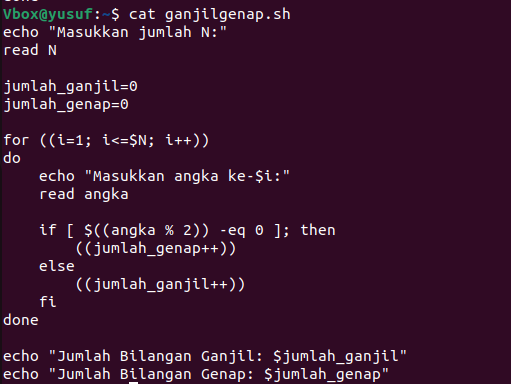 Vbox@yusuf:~$ cat ganjilgenap.sh
echo "Masukkan jumlah N:"
read N

jumlah_ganjil=0
jumlah_genap=0

for ((i=1; i<=$N; i++))
do
    echo "Masukkan angka ke-$i:"
    read angka

    if [ $((angka % 2)) -eq 0 ]; then
        ((jumlah_genap++))
    else
        ((jumlah_ganjil++))
    fi
done

echo "Jumlah Bilangan Ganjil: $jumlah_ganjil"
echo "Jumlah Bilangan Genap: $jumlah_genap"